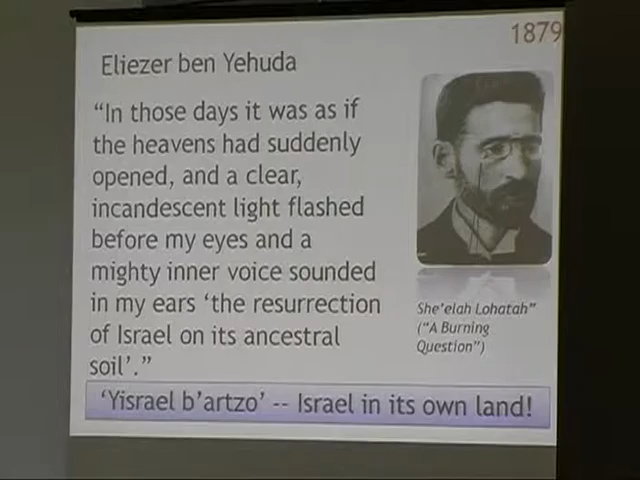 1879
Eliezer ben Yehuda
“In those days it was as if
the heavens had suddenly
opened, and a clear,
incandescent light flashed
before my eyes and a
mighty inner voice sounded
in my ears ‘the resurrection
of Israel on its ancestral
soil’.”
She’elah Lohatah”
(“A Burning
Question”)
‘Yisrael b’artzo’ -- Israel in its own land!